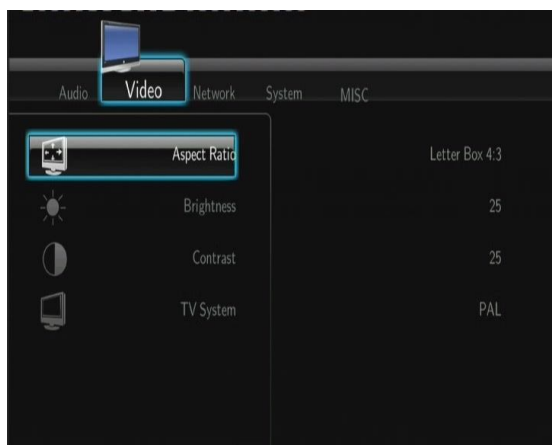 Audio Video Network System MISC
Aspect Ratio Letter Box 4:3
Brightness 25
Contrast 25
TV System PAL